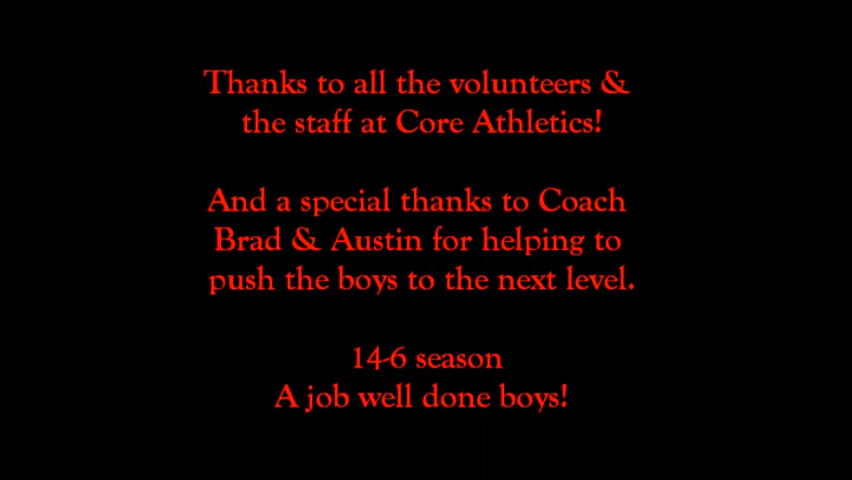 Thanks to all the volunteers &
the staff at Core Athletics!
And a special thanks to Coach
Brad & Austin for helping to
push the boys to the next level.
14-6 season
A job well done boys!